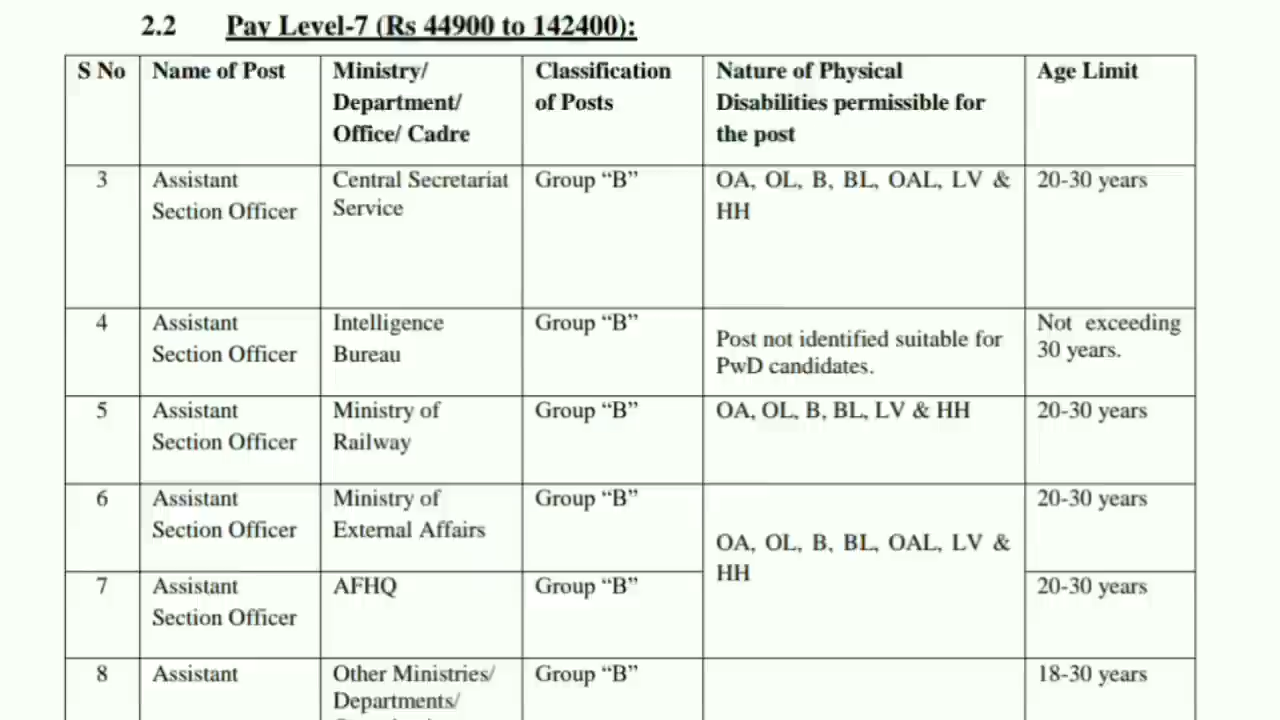 2.2 Pay Level-7 (Rs 44900 to 142400):
S No Name of Post Ministry/ Department/ Office/ Cadre Classification of Posts Nature of Physical Disabilities permissible for the post Age Limit
3 Assistant Section Officer Central Secretariat Service Group “B” OA, OL, B, BL, OAL, LV & HH 20-30 years
4 Assistant Section Officer Intelligence Bureau Group “B” Post not identified suitable for PwD candidates. Not exceeding 30 years.
5 Assistant Section Officer Ministry of Railway Group “B” OA, OL, B, BL, LV & HH 20-30 years
6 Assistant Section Officer Ministry of External Affairs Group “B” OA, OL, B, BL, OAL, LV & HH 20-30 years
7 Assistant Section Officer AFHQ Group “B” 20-30 years
8 Assistant Other Ministries/ Departments/ Group “B” 18-30 years